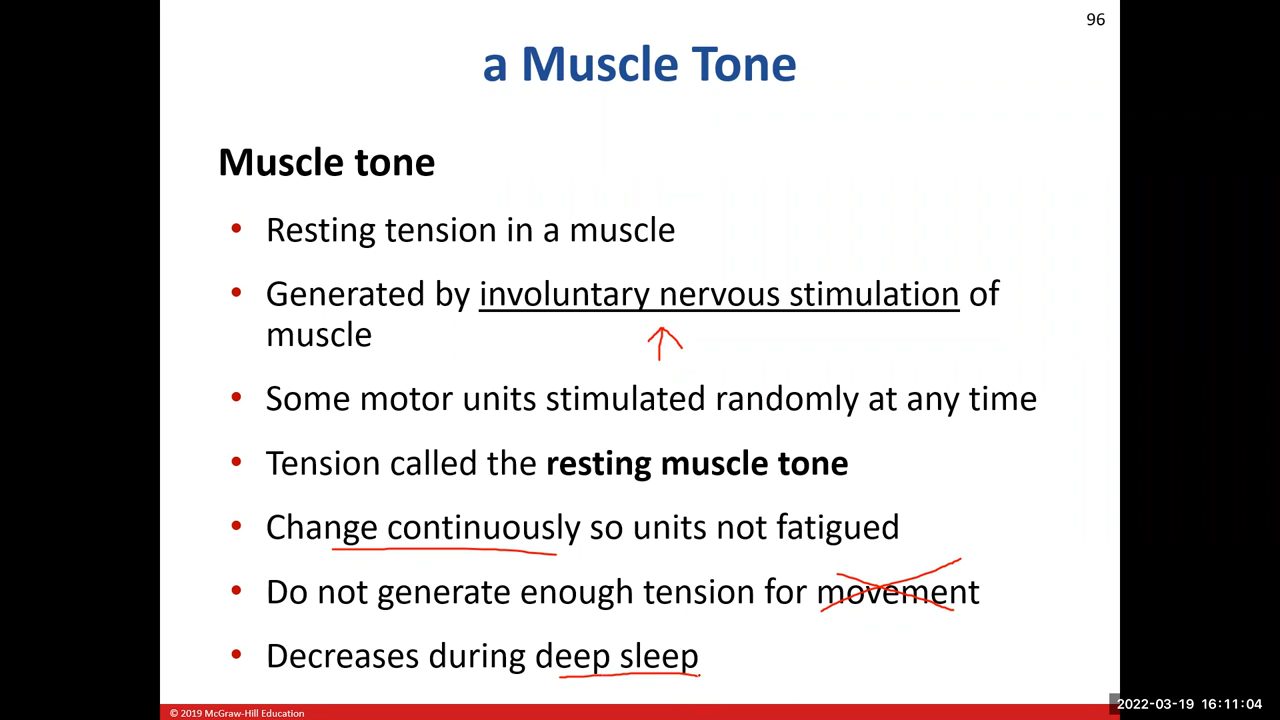 96
a Muscle Tone
Muscle tone
• Resting tension in a muscle
• Generated by involuntary nervous stimulation of
muscle
• Some motor units stimulated randomly at any time
• Tension called the resting muscle tone
• Change continuously so units not fatigued
• Do not generate enough tension for movement
• Decreases during deep sleep
© 2019 McGraw-Hill Education
2022-03-19 16:11:04